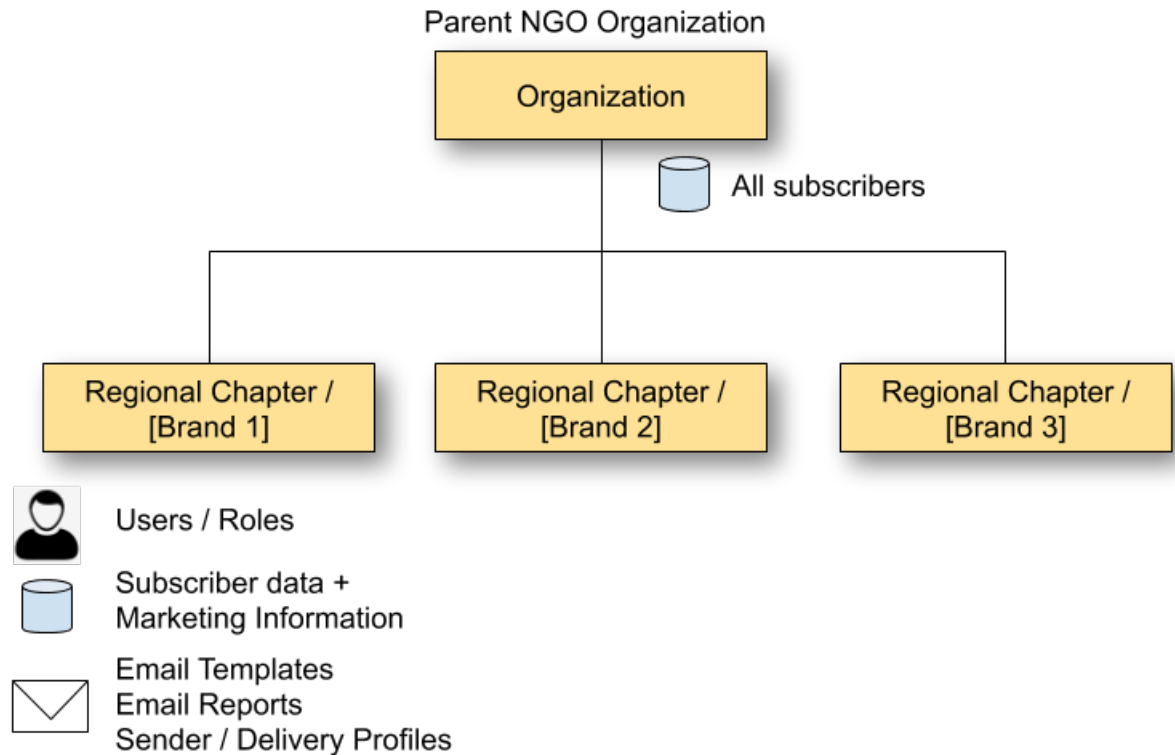 Parent NGO Organization
Organization
All subscribers
Regional Chapter /
[Brand 1]
Regional Chapter /
[Brand 2]
Regional Chapter /
[Brand 3]
Users / Roles
Subscriber data +
Marketing Information
Email Templates
Email Reports
Sender / Delivery Profiles